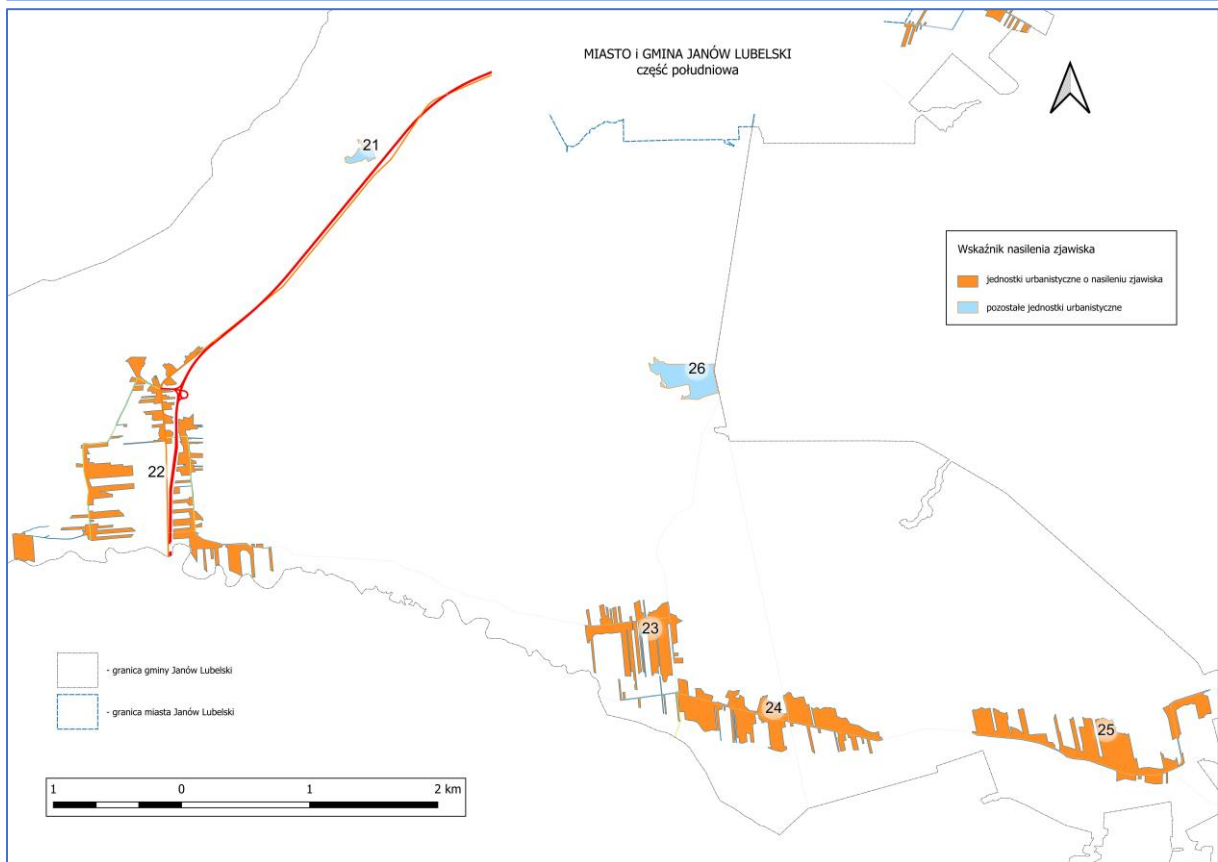 MIASTO i GMINA JANÓW LUBELSKI
część południowa
21
Wskaźnik nasilenia zjawiska
jednostki urbanistyczne o nasileniu zjawiska
pozostałe jednostki urbanistyczne
26
22
23
24
25
- granica gminy Janów Lubelski
- granica miasta Janów Lubelski
1 0 1 2 km